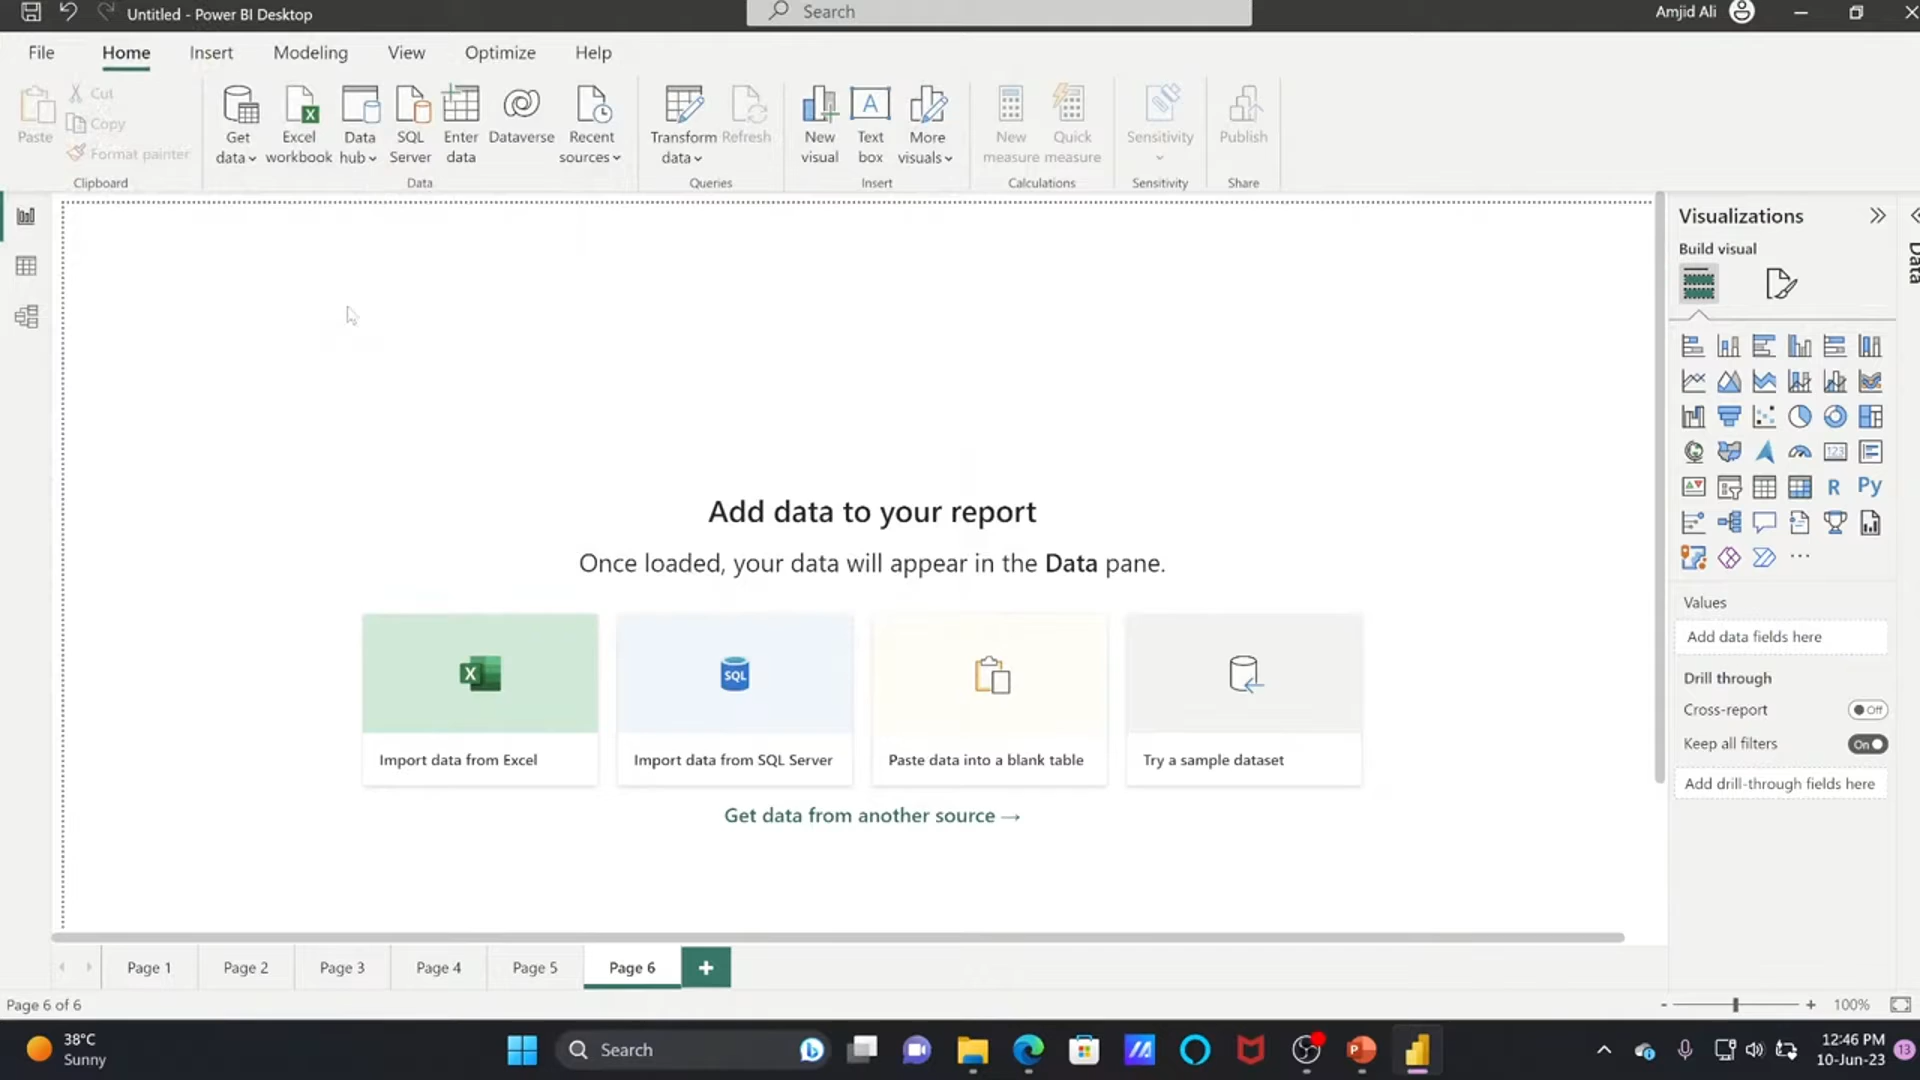 Untitled - Power BI Desktop
Search
Amjid Ali
File
Home
Insert
Modeling
View
Optimize
Help
Paste
Cut
Copy
Format painter
Clipboard
Get data
Excel workbook
Data hub
SQL Server
Enter data
Dataverse
Recent sources
Data
Transform data
Refresh
Queries
New visual
Text box
More visuals
Insert
New measure
Quick measure
Calculations
Sensitivity
Sensitivity
Publish
Share
Visualizations
Build visual
Data
R
Py
123
Values
Add data fields here
Drill through
Cross-report
Off
Keep all filters
On
Add drill-through fields here
Add data to your report
Once loaded, your data will appear in the Data pane.
SQL
Import data from Excel
Import data from SQL Server
Paste data into a blank table
Try a sample dataset
Get data from another source →
Page 1
Page 2
Page 3
Page 4
Page 5
Page 6
+
Page 6 of 6
- + 100%
38°C
Sunny
Search
12:46 PM
10-Jun-23
13